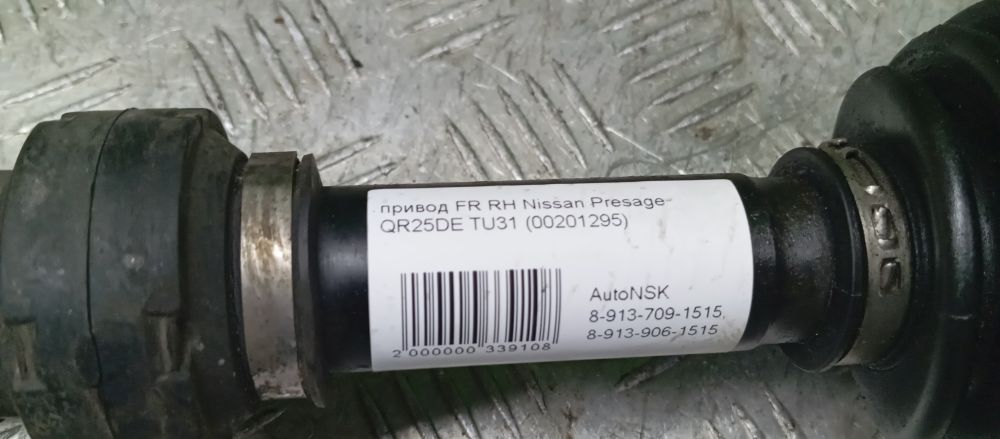 привод FR RH Nissan Presage-
QR25DE TU31 (00201295)
AutoNSK
8-913-709-1515,
8-913-906-1515
2 000000 339108